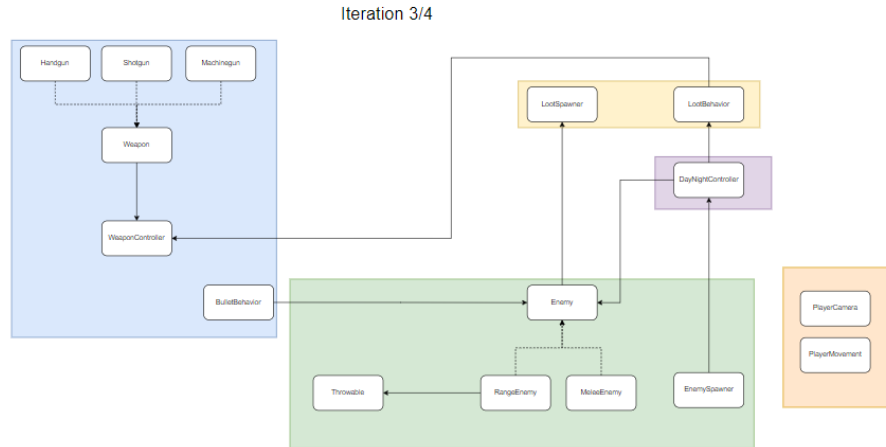 Iteration 3/4
Handgun
Shotgun
Machinegun
LootSpawner
LootBehavior
Weapon
DayNightController
WeaponController
BulletBehavior
Enemy
PlayerCamera
PlayerMovement
Throwable
RangeEnemy
MeleeEnemy
EnemySpawner